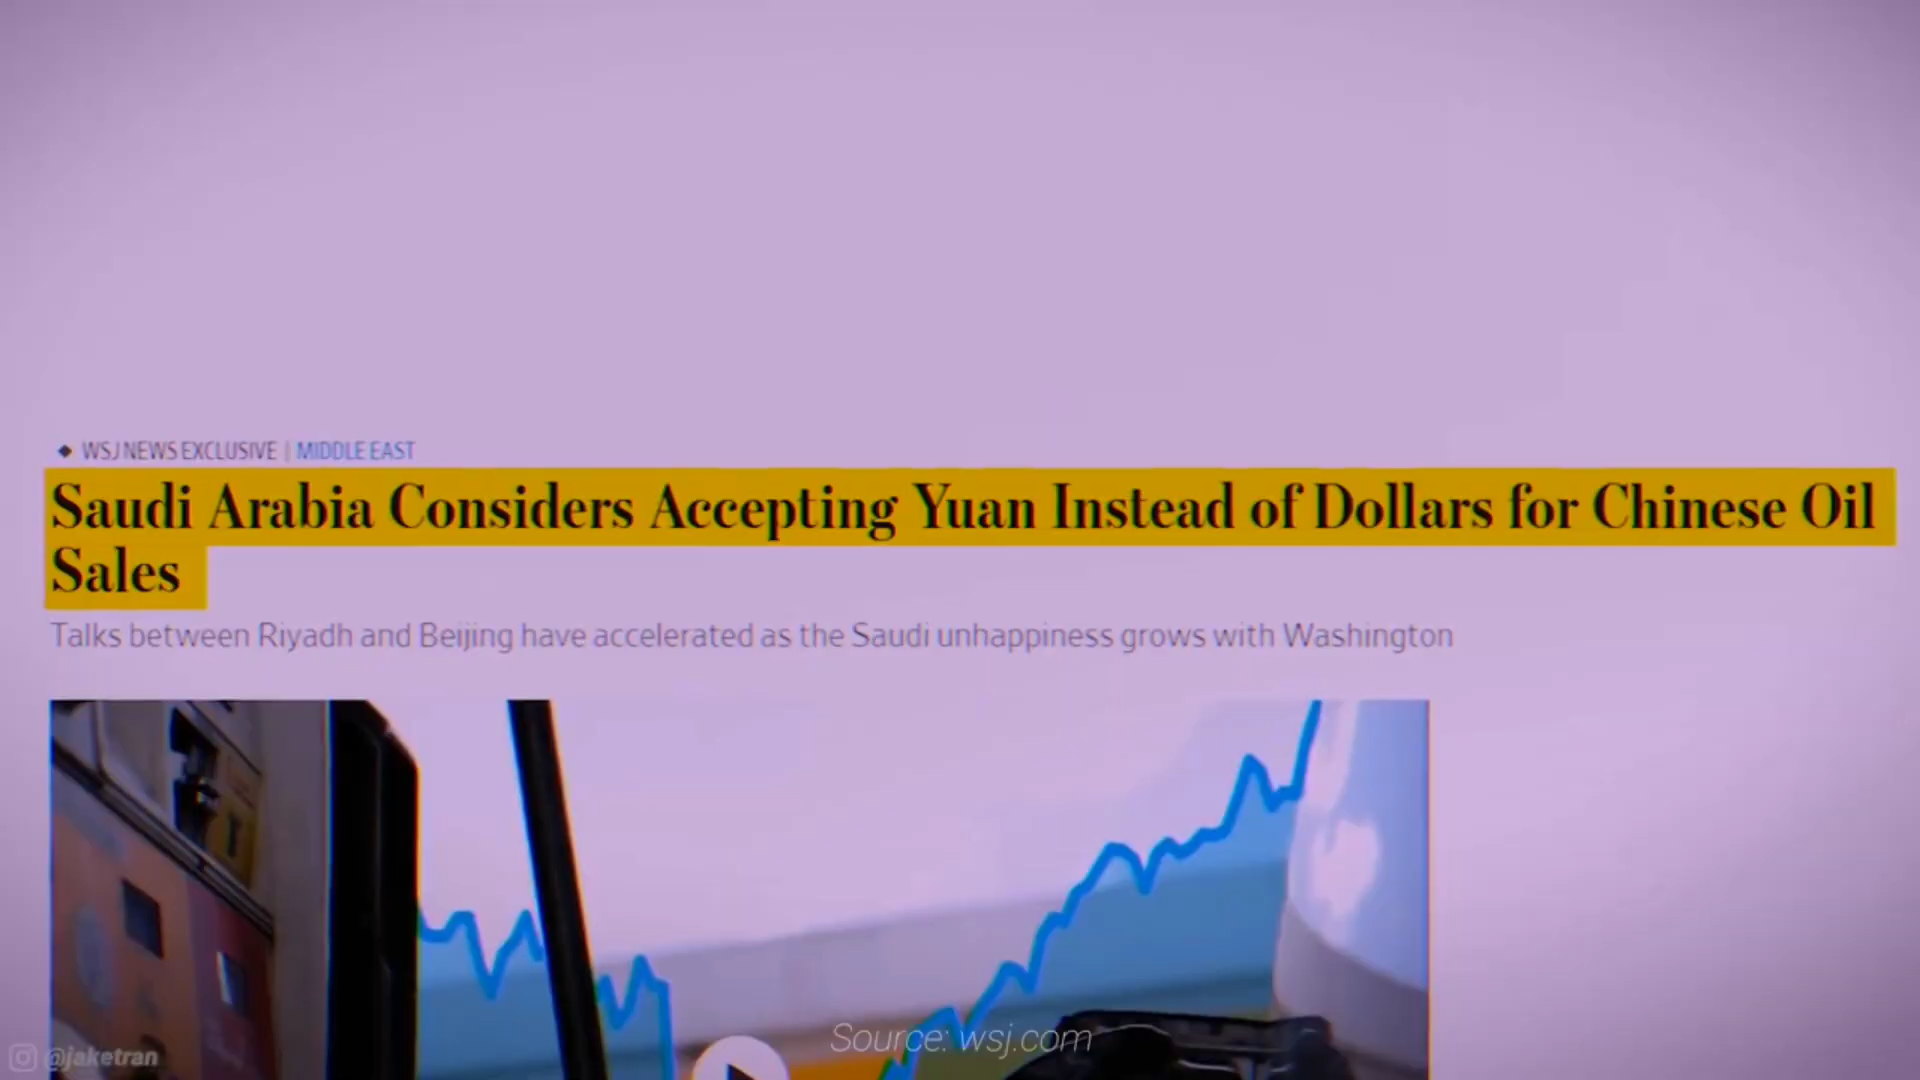 ◆ WSJ NEWS EXCLUSIVE | MIDDLE EAST
Saudi Arabia Considers Accepting Yuan Instead of Dollars for Chinese Oil
Sales
Talks between Riyadh and Beijing have accelerated as the Saudi unhappiness grows with Washington
Source: wsj.com
@jaketran